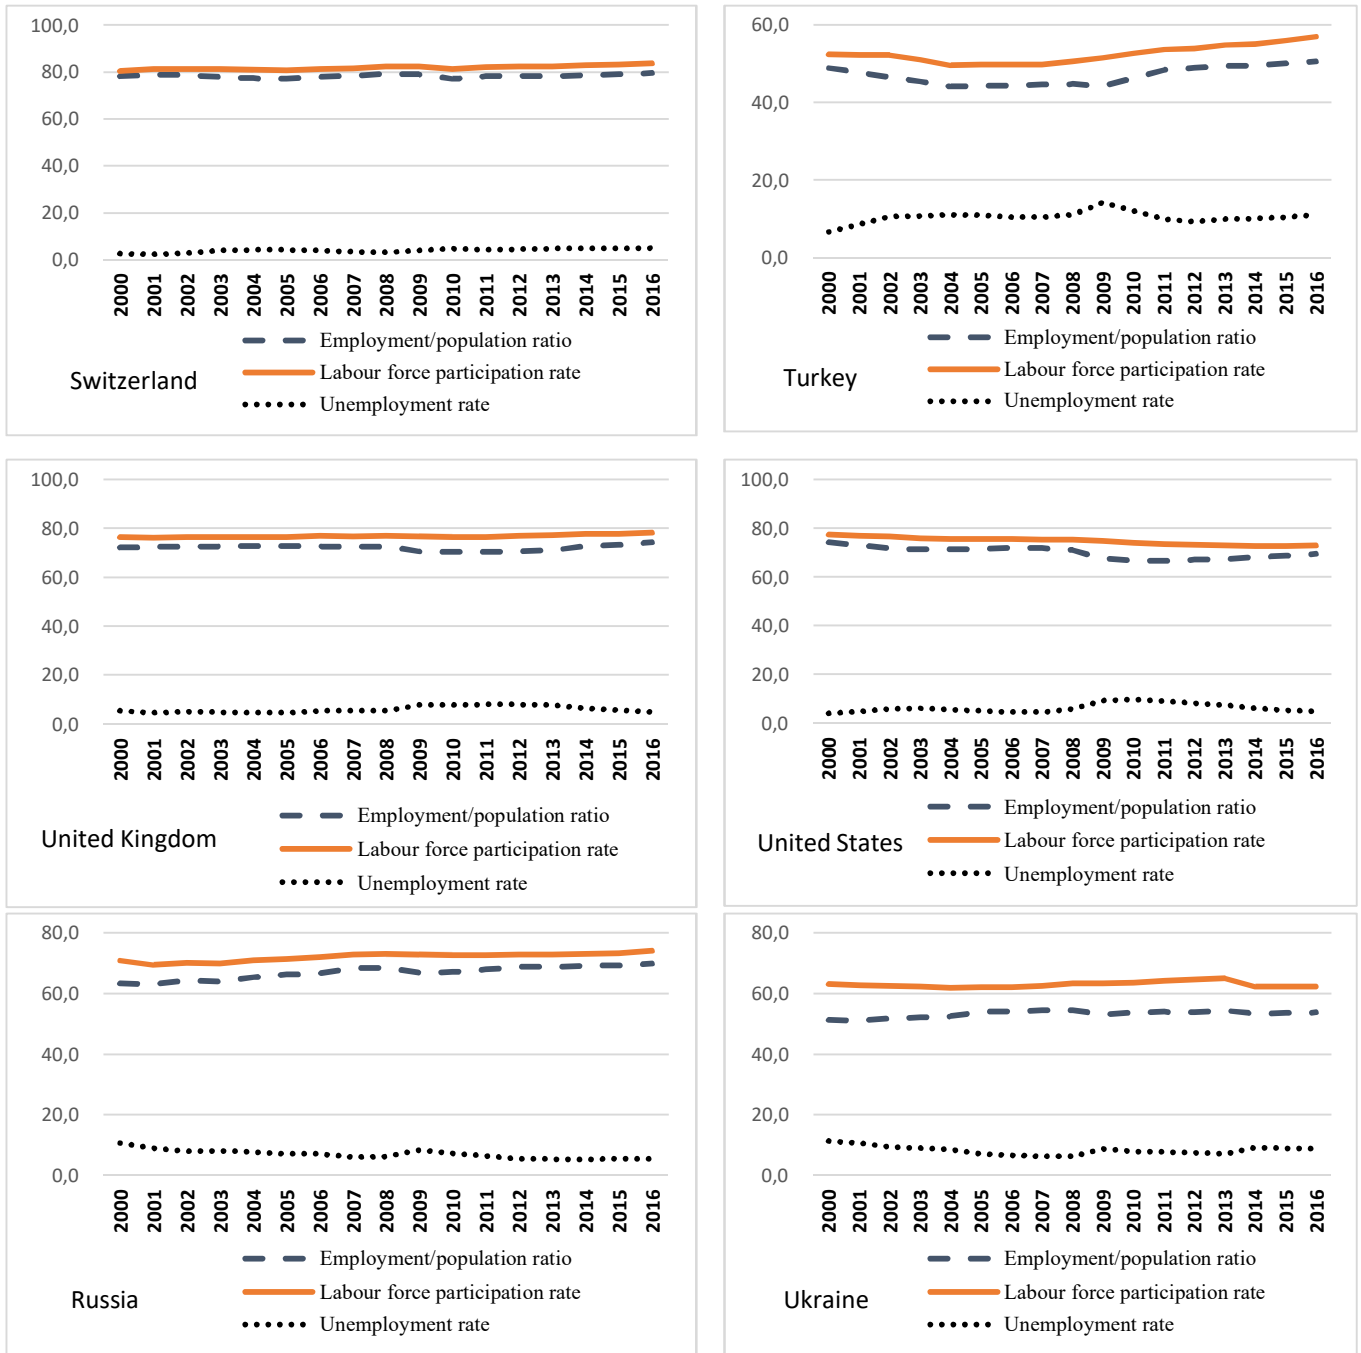 100,0
80,0
60,0
40,0
20,0
0,0
2000 2001 2002 2003 2004 2005 2006 2007 2008 2009 2010 2011 2012 2013 2014 2015 2016
Employment/population ratio
Switzerland
Labour force participation rate
Unemployment rate
60,0
40,0
20,0
0,0
2000 2001 2002 2003 2004 2005 2006 2007 2008 2009 2010 2011 2012 2013 2014 2015 2016
Employment/population ratio
Turkey
Labour force participation rate
Unemployment rate
100,0
80,0
60,0
40,0
20,0
0,0
2000 2001 2002 2003 2004 2005 2006 2007 2008 2009 2010 2011 2012 2013 2014 2015 2016
Employment/population ratio
United Kingdom
Labour force participation rate
Unemployment rate
100,0
80,0
60,0
40,0
20,0
0,0
2000 2001 2002 2003 2004 2005 2006 2007 2008 2009 2010 2011 2012 2013 2014 2015 2016
Employment/population ratio
United States
Labour force participation rate
Unemployment rate
80,0
60,0
40,0
20,0
0,0
2000 2001 2002 2003 2004 2005 2006 2007 2008 2009 2010 2011 2012 2013 2014 2015 2016
Employment/population ratio
Russia
Labour force participation rate
Unemployment rate
80,0
60,0
40,0
20,0
0,0
2000 2001 2002 2003 2004 2005 2006 2007 2008 2009 2010 2011 2012 2013 2014 2015 2016
Employment/population ratio
Ukraine
Labour force participation rate
Unemployment rate